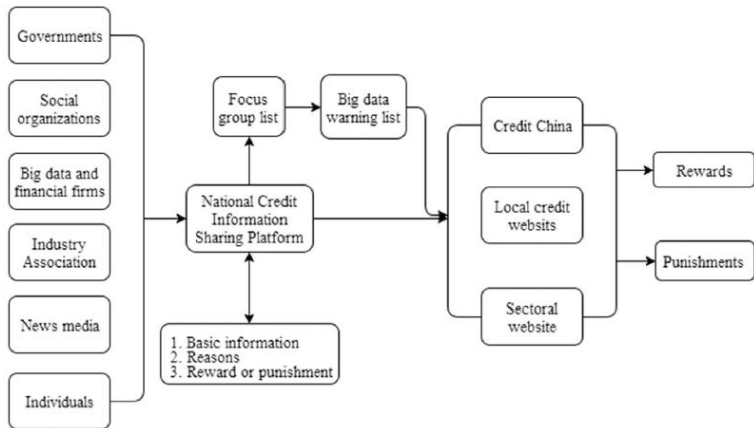 Governments
Social
organizations
Big data and
financial firms
Industry
Association
News media
Individuals
Focus
group list
Big data
warning list
National Credit
Information
Sharing Platform
1. Basic information
2. Reasons
3. Reward or punishment
Credit China
Local credit
websits
Sectoral
website
Rewards
Punishments